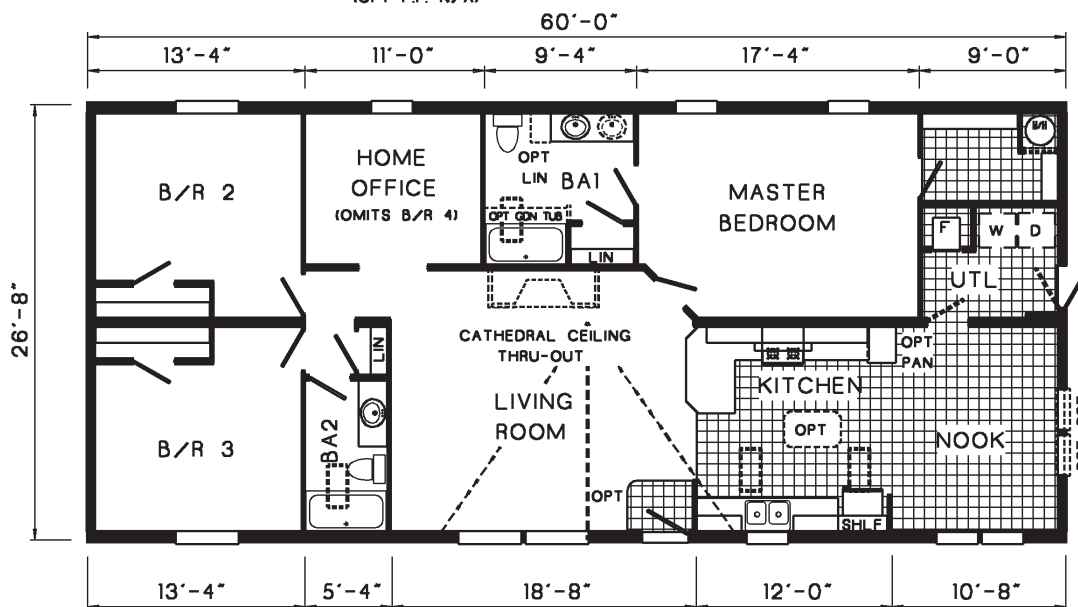 60'-0"
13'-4" 11'-0" 9'-4" 17'-4" 9'-0"
26'-8"
B/R 2
HOME
OFFICE
(OMITS B/R 4)
OPT
LIN
BA1
OPT GDN TUB
LIN
MASTER
BEDROOM
W/H
F
W
D
UTL
CATHEDRAL CEILING
THRU-OUT
LIN
OPT
PAN
KITCHEN
LIVING
ROOM
OPT
NOOK
B/R 3
BA2
OPT
SHLF
13'-4" 5'-4" 18'-8" 12'-0" 10'-8"